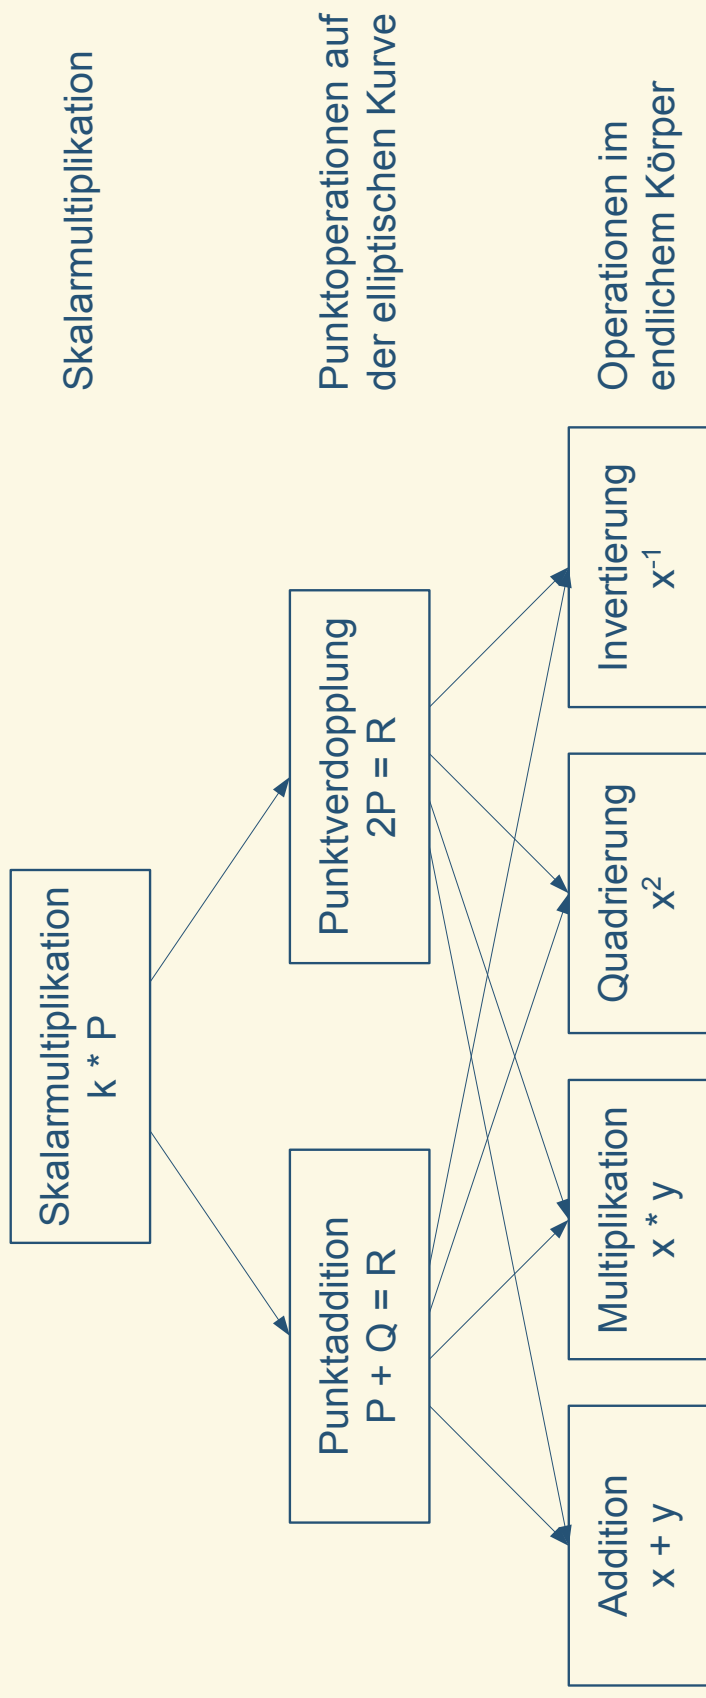 Skalarmultiplikation
k * P
Skalarmultiplikation
Punktaddition
P + Q = R
Punktverdopplung
2P = R
Punktoperationen auf
der elliptischen Kurve
Addition
x + y
Multiplikation
x * y
Quadrierung
x²
Invertierung
x⁻¹
Operationen im
endlichem Körper